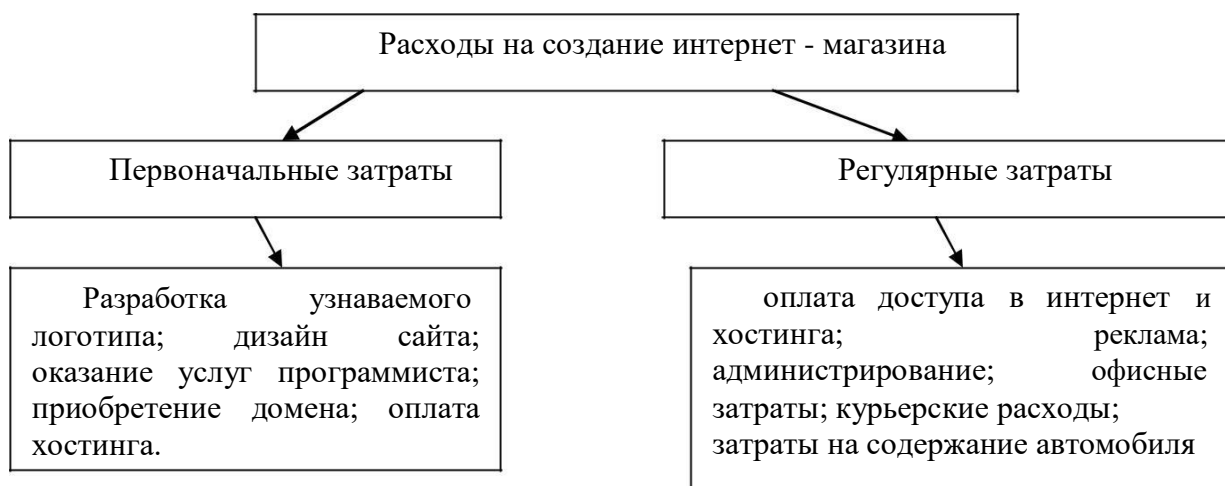 Расходы на создание интернет - магазина
Первоначальные затраты
Регулярные затраты
Разработка узнаваемого
логотипа; дизайн сайта;
оказание услуг программиста;
приобретение домена; оплата
хостинга.
оплата доступа в интернет и
хостинга; реклама;
администрирование; офисные
затраты; курьерские расходы;
затраты на содержание автомобиля